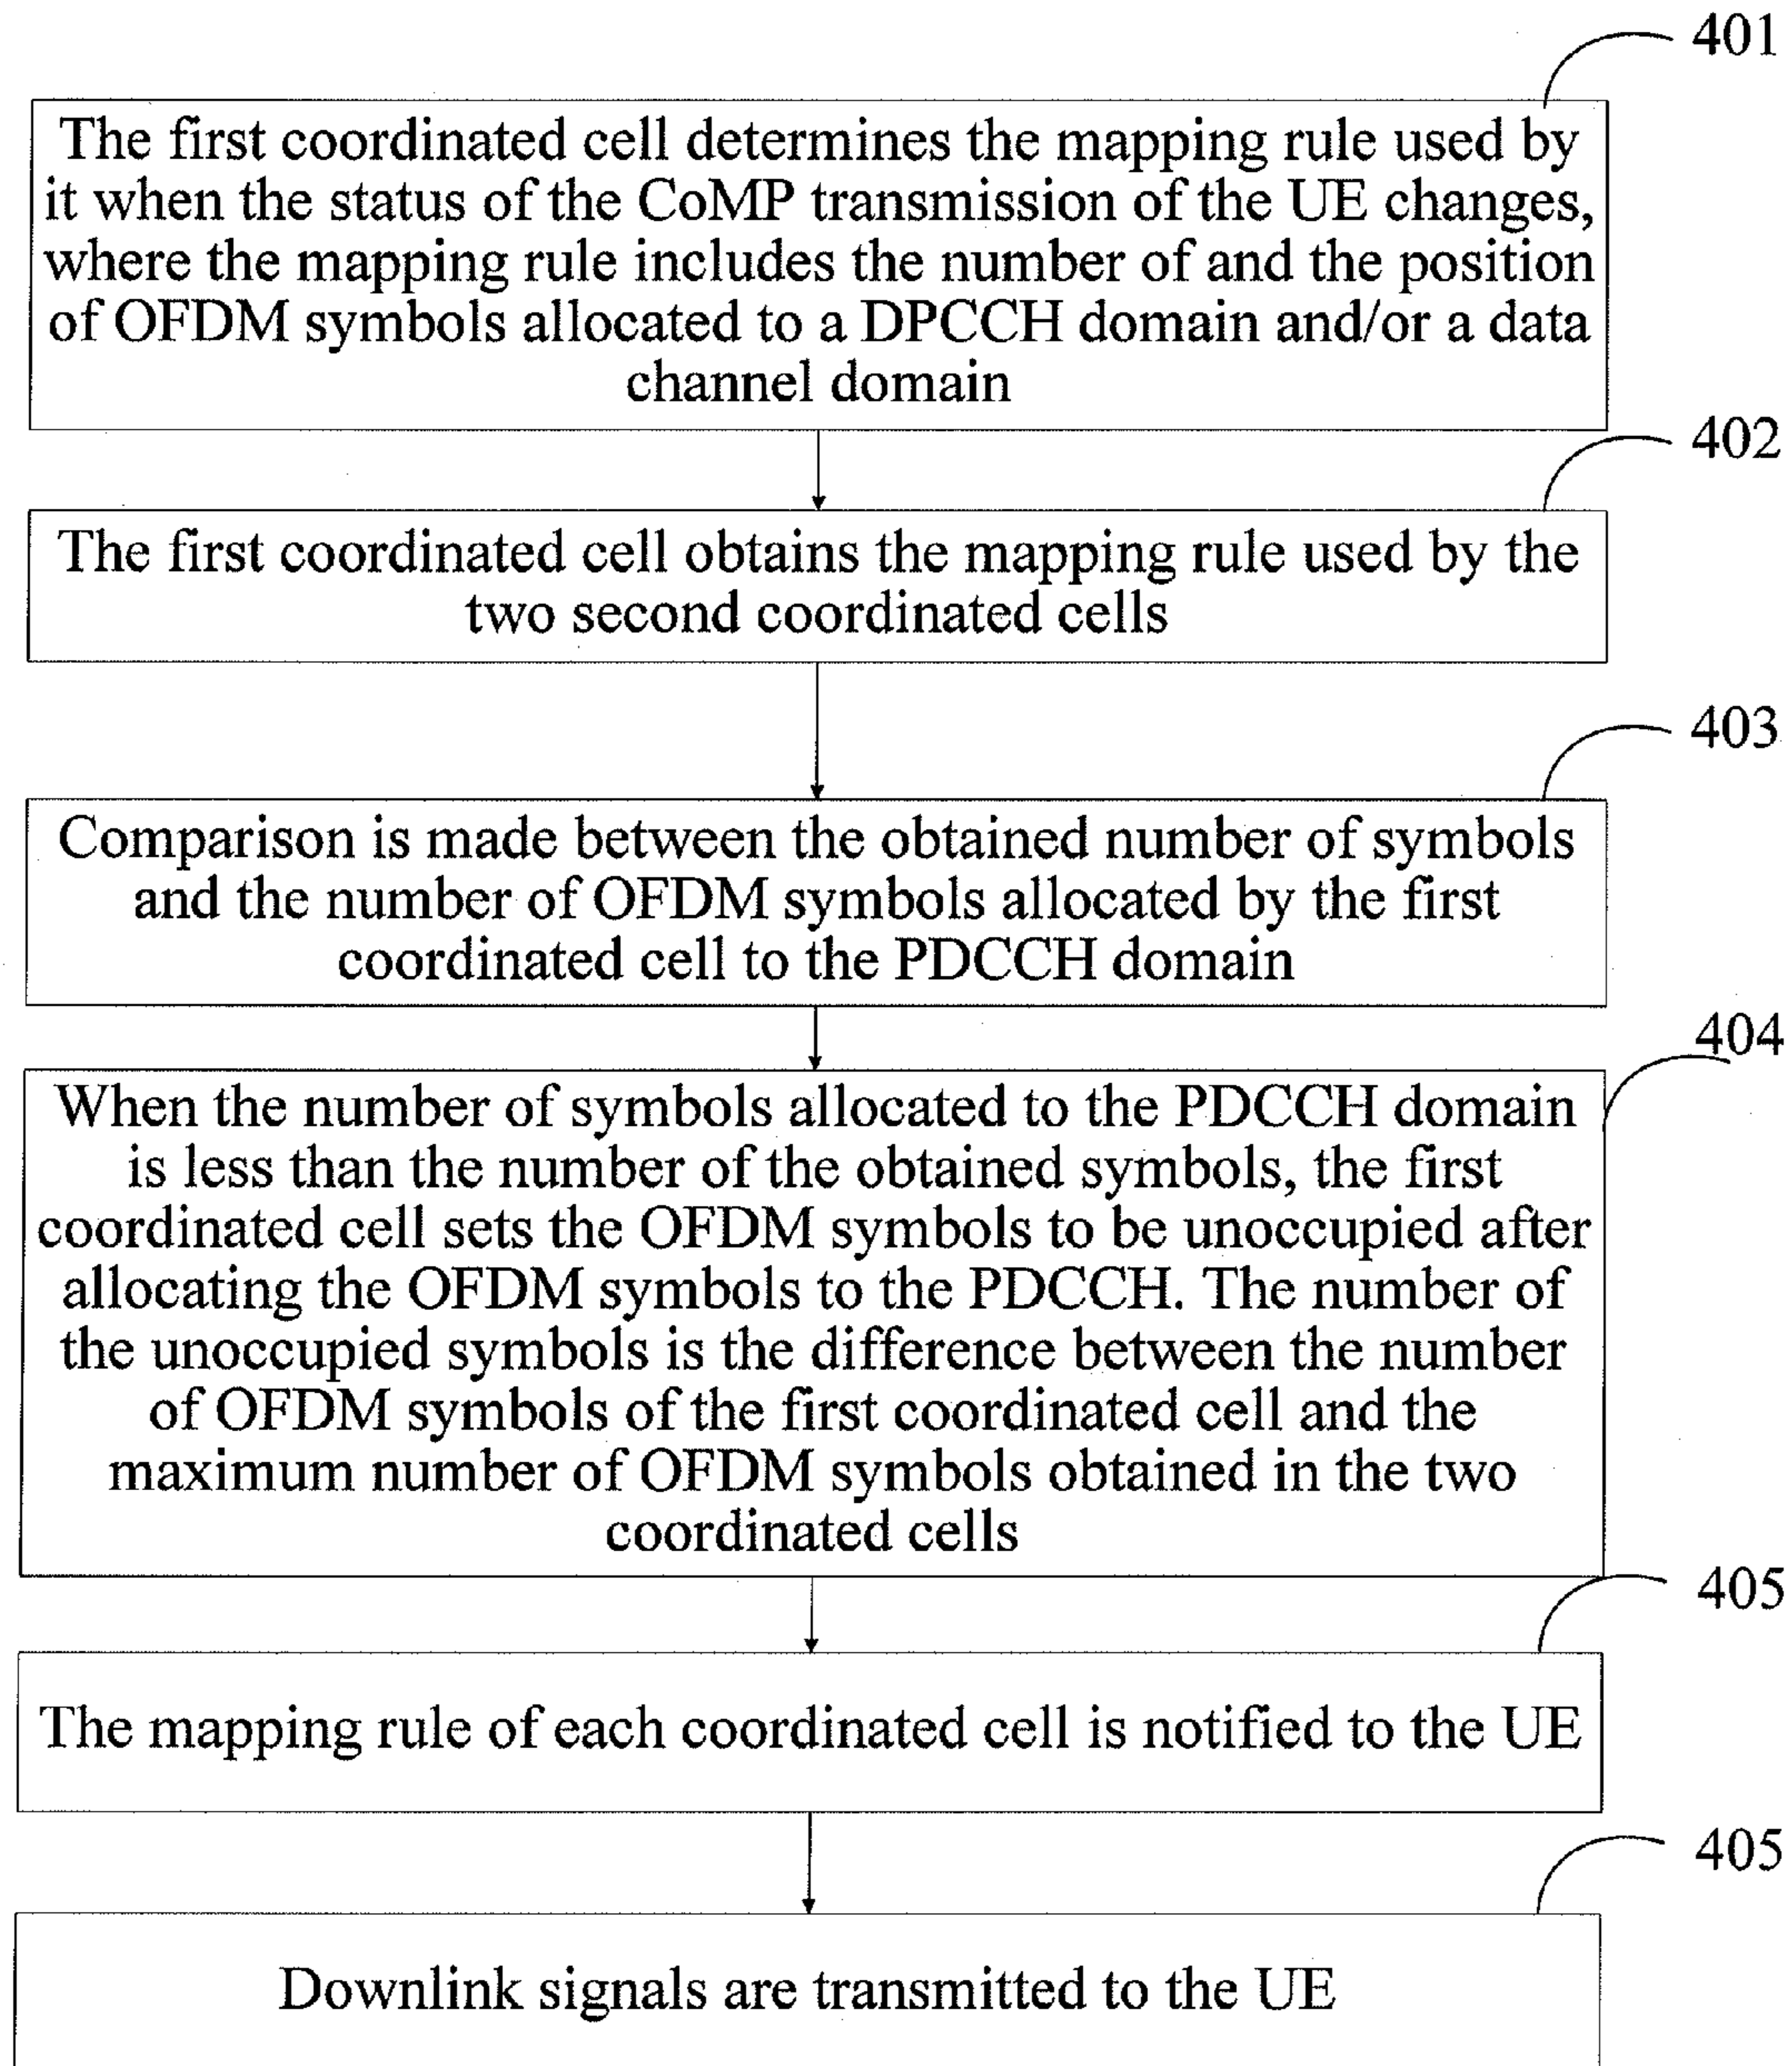 401
The first coordinated cell determines the mapping rule used by
it when the status of the CoMP transmission of the UE changes,
where the mapping rule includes the number of and the position
of OFDM symbols allocated to a DPCCH domain and/or a data
channel domain
402
The first coordinated cell obtains the mapping rule used by the
two second coordinated cells
403
Comparison is made between the obtained number of symbols
and the number of OFDM symbols allocated by the first
coordinated cell to the PDCCH domain
404
When the number of symbols allocated to the PDCCH domain
is less than the number of the obtained symbols, the first
coordinated cell sets the OFDM symbols to be unoccupied after
allocating the OFDM symbols to the PDCCH. The number of
the unoccupied symbols is the difference between the number
of OFDM symbols of the first coordinated cell and the
maximum number of OFDM symbols obtained in the two
coordinated cells
405
The mapping rule of each coordinated cell is notified to the UE
405
Downlink signals are transmitted to the UE